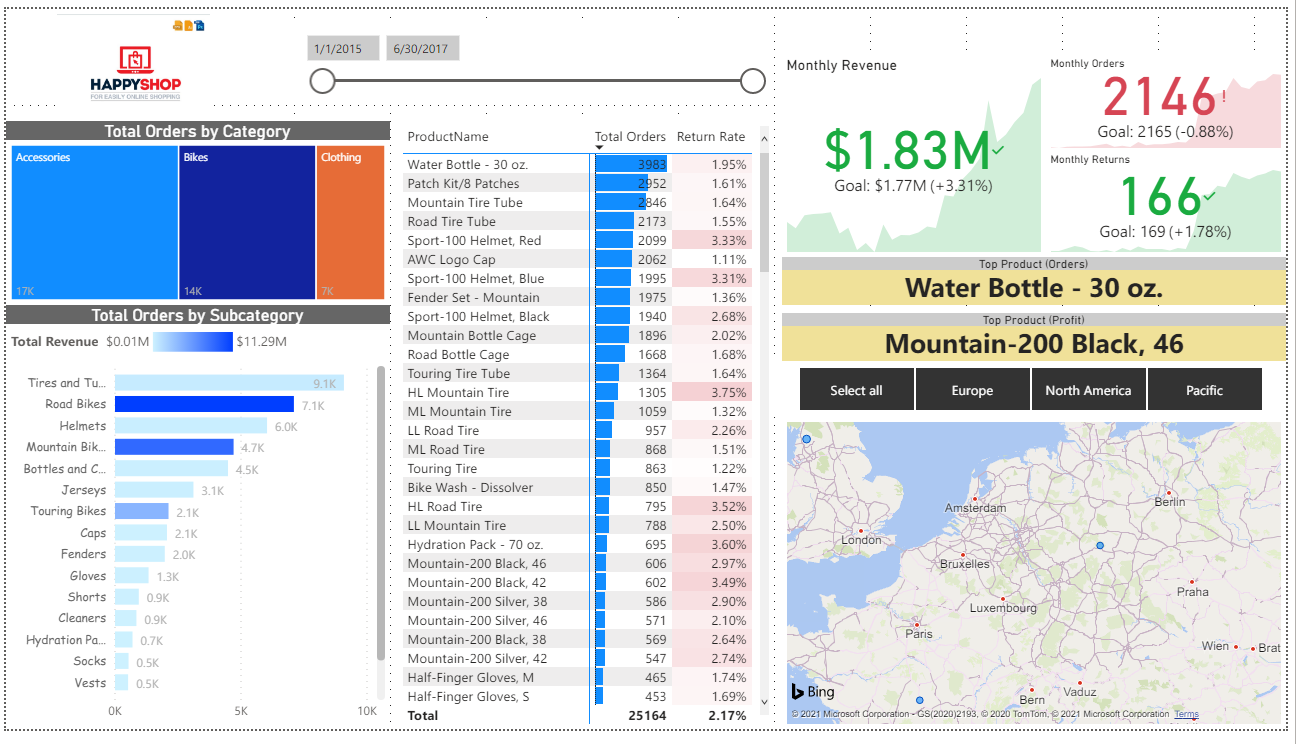 HAPPYSHOP
FOR EASILY ONLINE SHOPPING
1/1/2015 6/30/2017
Total Orders by Category
Accessories Bikes Clothing
17K 14K 7K
Total Orders by Subcategory
Total Revenue $0.01M $11.29M
Tires and Tu... 9.1K
Road Bikes 7.1K
Helmets 6.0K
Mountain Bik... 4.7K
Bottles and C... 4.5K
Jerseys 3.1K
Touring Bikes 2.1K
Caps 2.1K
Fenders 2.0K
Gloves 1.3K
Shorts 0.9K
Cleaners 0.9K
Hydration Pa... 0.7K
Socks 0.5K
Vests 0.5K
0K 5K 10K
ProductName Total Orders Return Rate
Water Bottle - 30 oz. 3983 1.95%
Patch Kit/8 Patches 2952 1.61%
Mountain Tire Tube 2846 1.64%
Road Tire Tube 2173 1.55%
Sport-100 Helmet, Red 2099 3.33%
AWC Logo Cap 2062 1.11%
Sport-100 Helmet, Blue 1995 3.31%
Fender Set - Mountain 1975 1.36%
Sport-100 Helmet, Black 1940 2.68%
Mountain Bottle Cage 1896 2.02%
Road Bottle Cage 1668 1.68%
Touring Tire Tube 1364 1.64%
HL Mountain Tire 1305 3.75%
ML Mountain Tire 1059 1.32%
LL Road Tire 957 2.26%
ML Road Tire 868 1.51%
Touring Tire 863 1.22%
Bike Wash - Dissolver 850 1.47%
HL Road Tire 795 3.52%
LL Mountain Tire 788 2.50%
Hydration Pack - 70 oz. 695 3.60%
Mountain-200 Black, 46 606 2.97%
Mountain-200 Black, 42 602 3.49%
Mountain-200 Silver, 38 586 2.90%
Mountain-200 Silver, 46 571 2.10%
Mountain-200 Black, 38 569 2.64%
Mountain-200 Silver, 42 547 2.74%
Half-Finger Gloves, M 465 1.74%
Half-Finger Gloves, S 453 1.69%
Total 25164 2.17%
Monthly Revenue
$1.83M
Goal: $1.77M (+3.31%)
Monthly Orders
2146!
Goal: 2165 (-0.88%)
Monthly Returns
166
Goal: 169 (+1.78%)
Top Product (Orders)
Water Bottle - 30 oz.
Top Product (Profit)
Mountain-200 Black, 46
Select all Europe North America Pacific
Berlin
Amsterdam
London
Bruxelles
Praha
Luxembourg
Paris
Wien Brat
Bern Vaduz
Bing
© 2021 Microsoft Corporation - GS(2020)2193, © 2020 TomTom, © 2021 Microsoft Corporation Terms